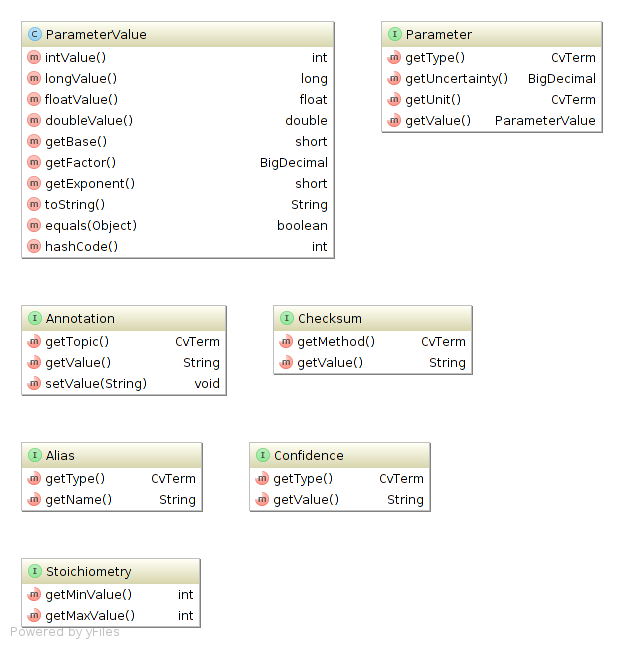 C ParameterValue
m intValue() int
m longValue() long
m floatValue() float
m doubleValue() double
m getBase() short
m getFactor() BigDecimal
m getExponent() short
m toString() String
m equals(Object) boolean
m hashCode() int
I Parameter
m getType() CvTerm
m getUncertainty() BigDecimal
m getUnit() CvTerm
m getValue() ParameterValue
I Annotation
m getTopic() CvTerm
m getValue() String
m setValue(String) void
I Checksum
m getMethod() CvTerm
m getValue() String
I Alias
m getType() CvTerm
m getName() String
I Confidence
m getType() CvTerm
m getValue() String
I Stoichiometry
m getMinValue() int
m getMaxValue() int
Powered by yFiles